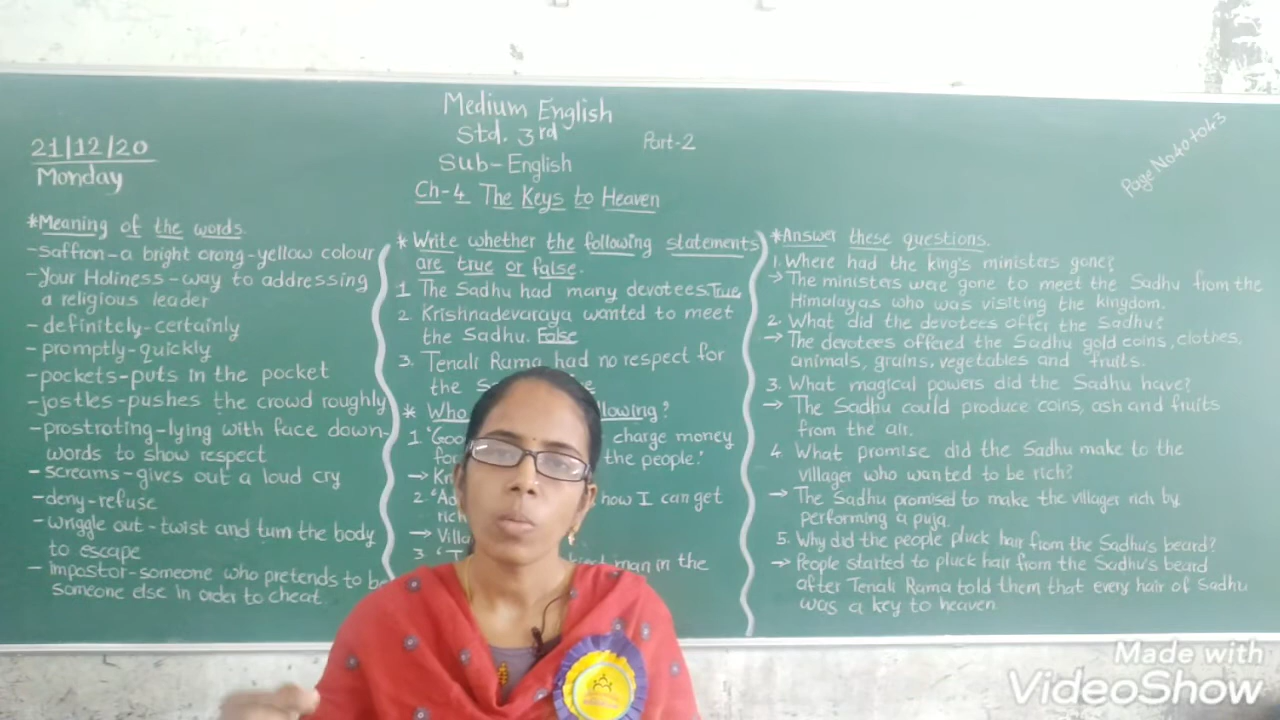 Medium English
Std. 3rd
Part-2
Sub-English
Ch-4 The Keys to Heaven
21/12/20
Monday
Page No 40 to 43
*Meaning of the words
-Saffron-a bright orang-yellow colour
-Your Holiness-way to addressing
a religious leader
-definitely-certainly
-promptly-quickly
-pockets-puts in the pocket
-jostles-pushes the crowd roughly
-prostrating-lying with face down-
words to show respect
-screams-gives out a loud cry
-deny-refuse
-wriggle out-twist and turn the body
to escape
-impostor-someone who pretends to be
someone else in order to cheat.
* Write whether the following statements
are true or false.
1 The Sadhu had many devotees. True
2. Krishnadevaraya wanted to meet
the Sadhu. False
3. Tenali Rama had no respect for
the
* Who following?
1 charge money
the people.'
→
2 how I can get
rich
→
3 man in the
*Answer these questions.
1. Where had the king's ministers gone?
→ The ministers ware gone to meet the Sadhu from the
Himalayas who was visiting the kingdom.
2. What did the devotees offer the Sadhu?
→ The devotees offered the Sadhu gold coins, clothes,
animals, grains, vegetables and fruits.
3. What magical powers did the Sadhu have?
→ The Sadhu could produce coins, ash and fruits
from the air.
4. What promise did the Sadhu make to the
villager who wanted to be rich?
→ The Sadhu promised to make the villager rich by
performing a puja.
5. Why did the people pluck hair from the Sadhu's beard?
→ People started to pluck hair from the Sadhu's beard
after Tenali Rama told them that every hair of Sadhu
was a key to heaven
Made with
VideoShow